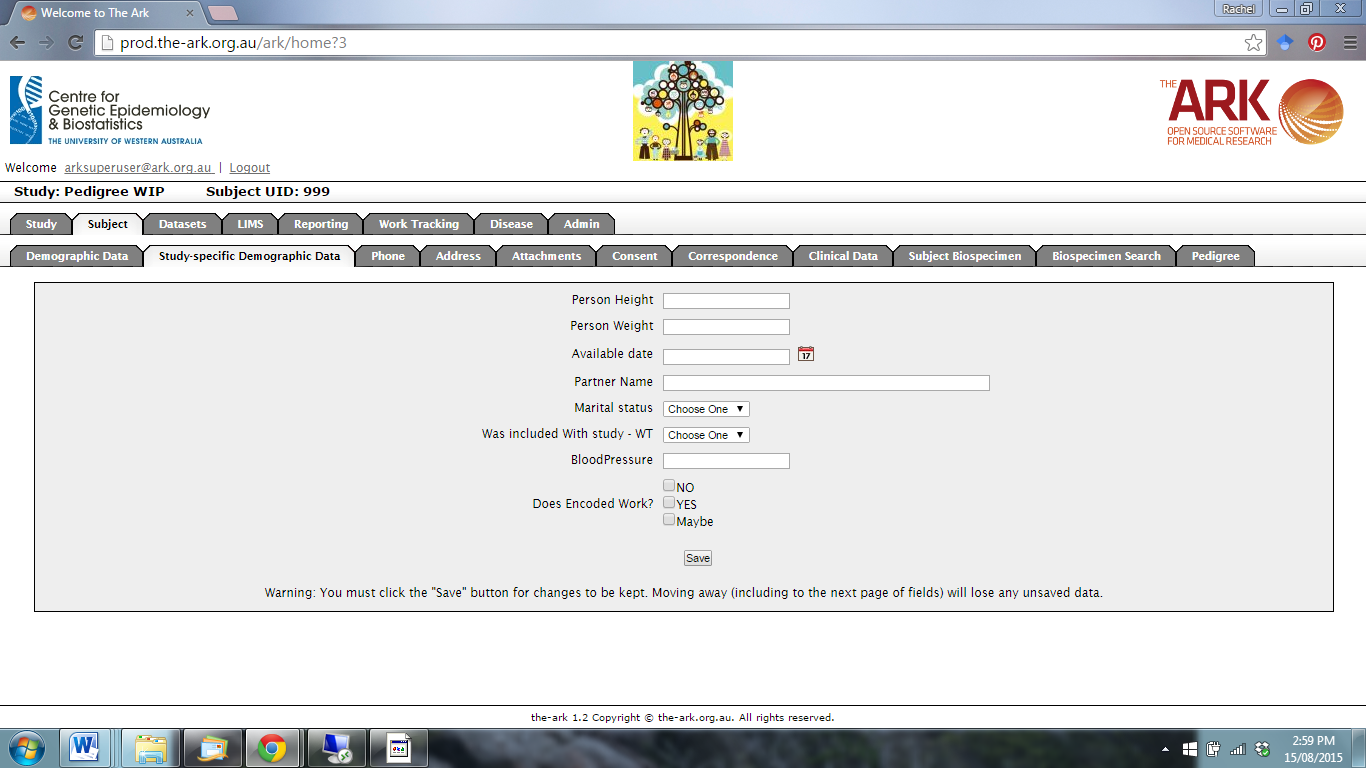 Welcome to The Ark
Rachel
prod.the-ark.org.au/ark/home?3
Centre for
Genetic Epidemiology
& Biostatistics
THE UNIVERSITY OF WESTERN AUSTRALIA
THE ARK
OPEN SOURCE SOFTWARE
FOR MEDICAL RESEARCH
Welcome arksuperuser@ark.org.au | Logout
Study: Pedigree WIP Subject UID: 999
Study Subject Datasets LIMS Reporting Work Tracking Disease Admin
Demographic Data Study-specific Demographic Data Phone Address Attachments Consent Correspondence Clinical Data Subject Biospecimen Biospecimen Search Pedigree
Person Height
Person Weight
Available date 17
Partner Name
Marital status Choose One
Was included With study - WT Choose One
BloodPressure
NO
Does Encoded Work? YES
Maybe
Save
Warning: You must click the "Save" button for changes to be kept. Moving away (including to the next page of fields) will lose any unsaved data.
the-ark 1.2 Copyright © the-ark.org.au. All rights reserved.
2:59 PM
15/08/2015